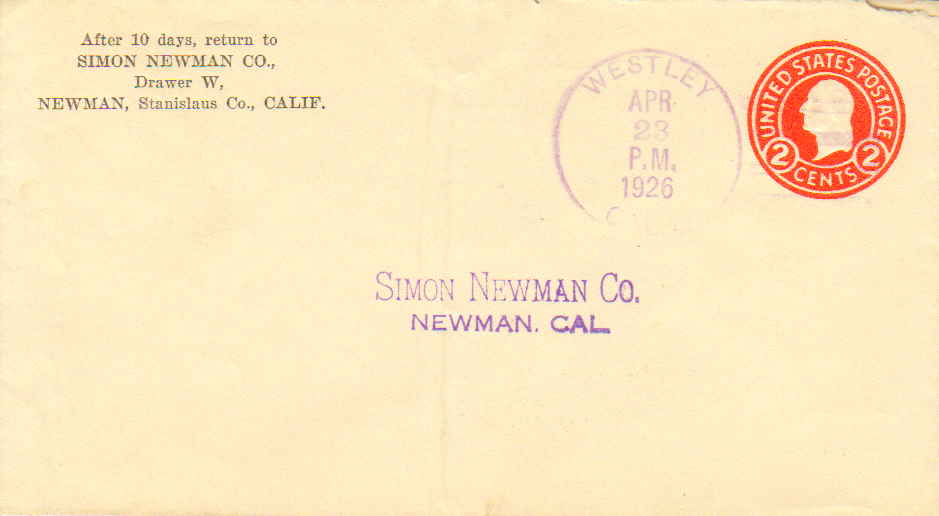 After 10 days, return to
SIMON NEWMAN CO.,
Drawer W,
NEWMAN, Stanislaus Co., CALIF.
WESTLEY
APR
23
P.M.
1926
UNITED STATES POSTAGE
2 CENTS 2
SIMON NEWMAN CO.
NEWMAN. CAL